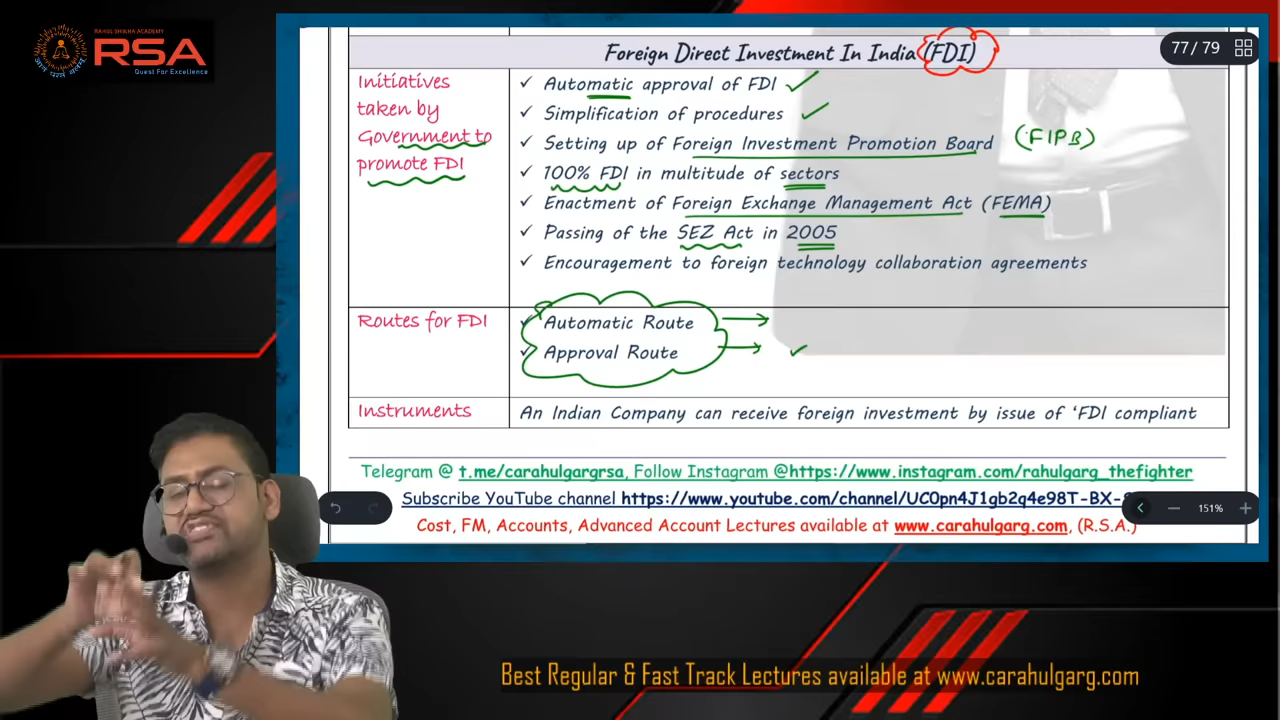 RAHUL SHIKHA ACADEMY
RSA
Quest For Excellence
Foreign Direct Investment In India (FDI)
77 / 79
Initiatives taken by Government to promote FDI
✓ Automatic approval of FDI
✓ Simplification of procedures
✓ Setting up of Foreign Investment Promotion Board (FIPB)
✓ 100% FDI in multitude of sectors
✓ Enactment of Foreign Exchange Management Act (FEMA)
✓ Passing of the SEZ Act in 2005
✓ Encouragement to foreign technology collaboration agreements
Routes for FDI
✓ Automatic Route
✓ Approval Route
Instruments
An Indian Company can receive foreign investment by issue of ‘FDI compliant
Telegram @ t.me/carahulgargrsa, Follow Instagram @https://www.instagram.com/rahulgarg_thefighter
Subscribe YouTube channel https://www.youtube.com/channel/UC0pn4J1gb2q4e98T-BX-
151%
Cost, FM, Accounts, Advanced Account Lectures available at www.carahulgarg.com, (R.S.A.)
Best Regular & Fast Track Lectures available at www.carahulgarg.com